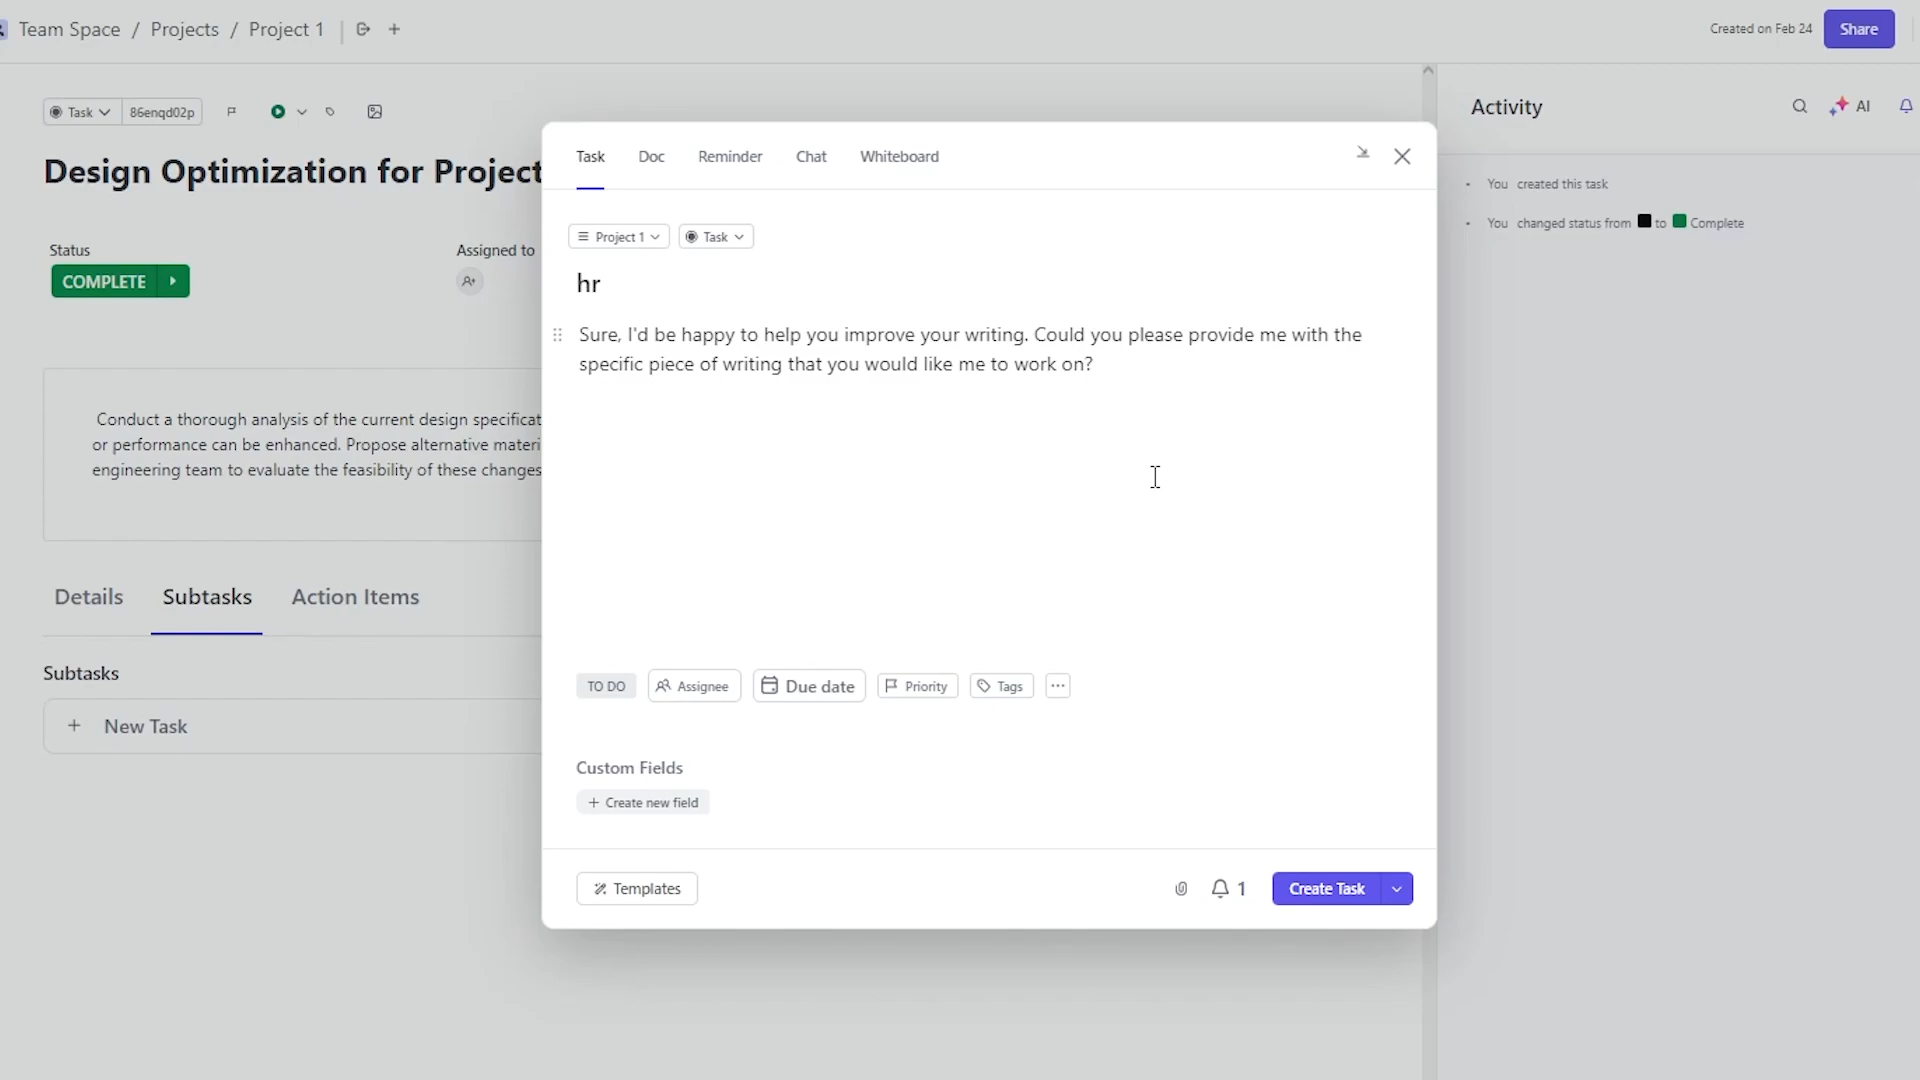 Team Space / Projects / Project 1
Created on Feb 24
Share
Task
86enqd02p
Design Optimization for Project
Status
COMPLETE
Assigned to
Conduct a thorough analysis of the current design specificat
or performance can be enhanced. Propose alternative materi
engineering team to evaluate the feasibility of these changes
Details
Subtasks
Action Items
Subtasks
+ New Task
Task
Doc
Reminder
Chat
Whiteboard
Project 1
Task
hr
Sure, I'd be happy to help you improve your writing. Could you please provide me with the
specific piece of writing that you would like me to work on?
TO DO
Assignee
Due date
Priority
Tags
Custom Fields
+ Create new field
Templates
1
Create Task
Activity
AI
You created this task
You changed status from to Complete